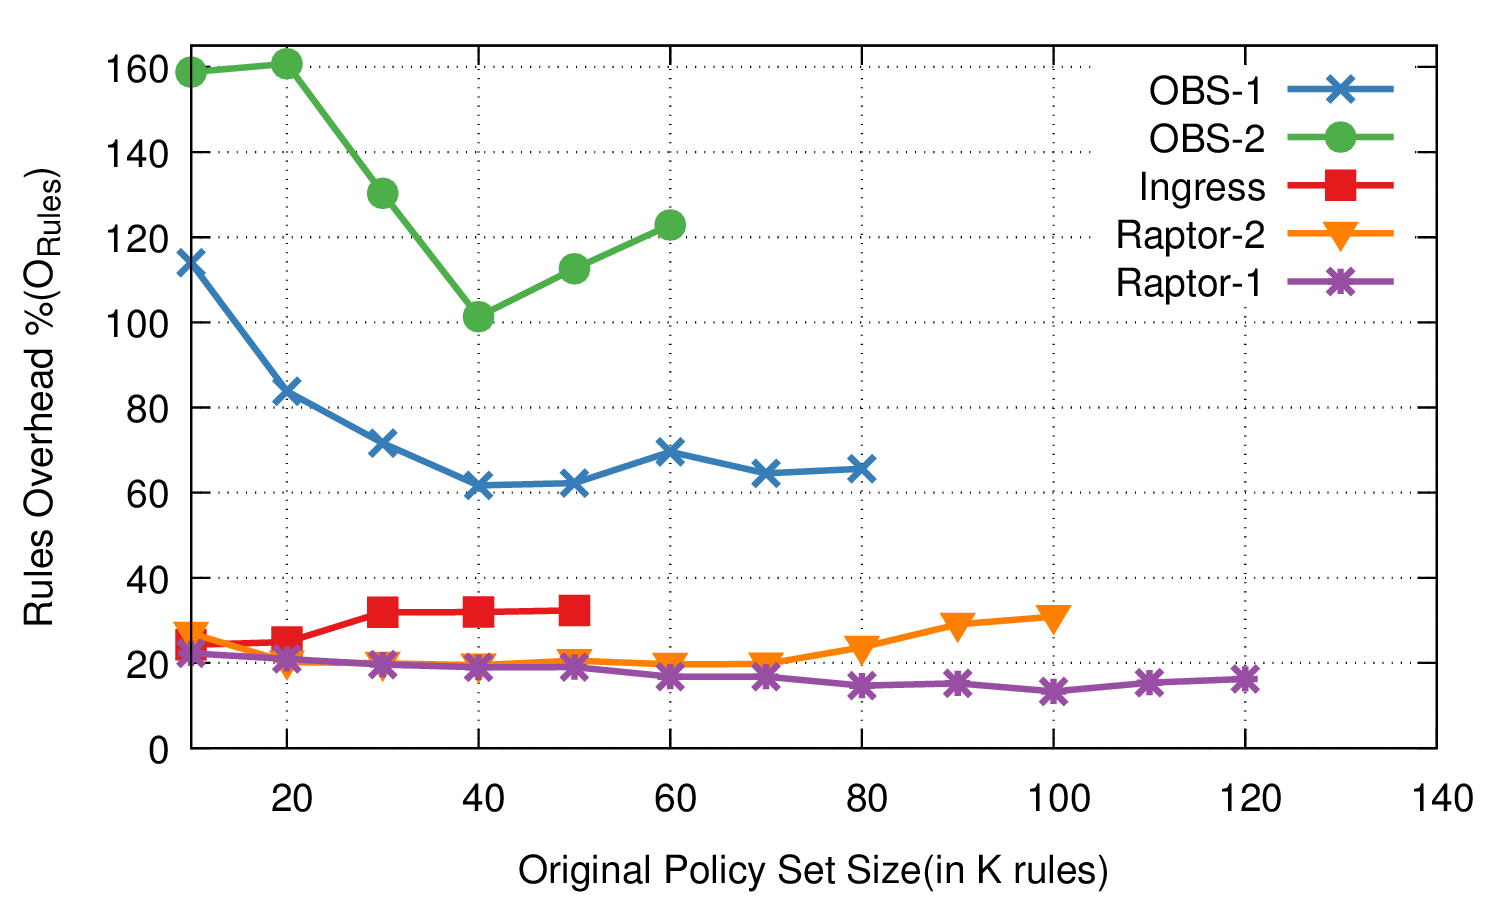 160
140
120
100
80
60
40
20
0
Rules Overhead %(ORules)
OBS-1
OBS-2
Ingress
Raptor-2
Raptor-1
20 40 60 80 100 120 140
Original Policy Set Size(in K rules)